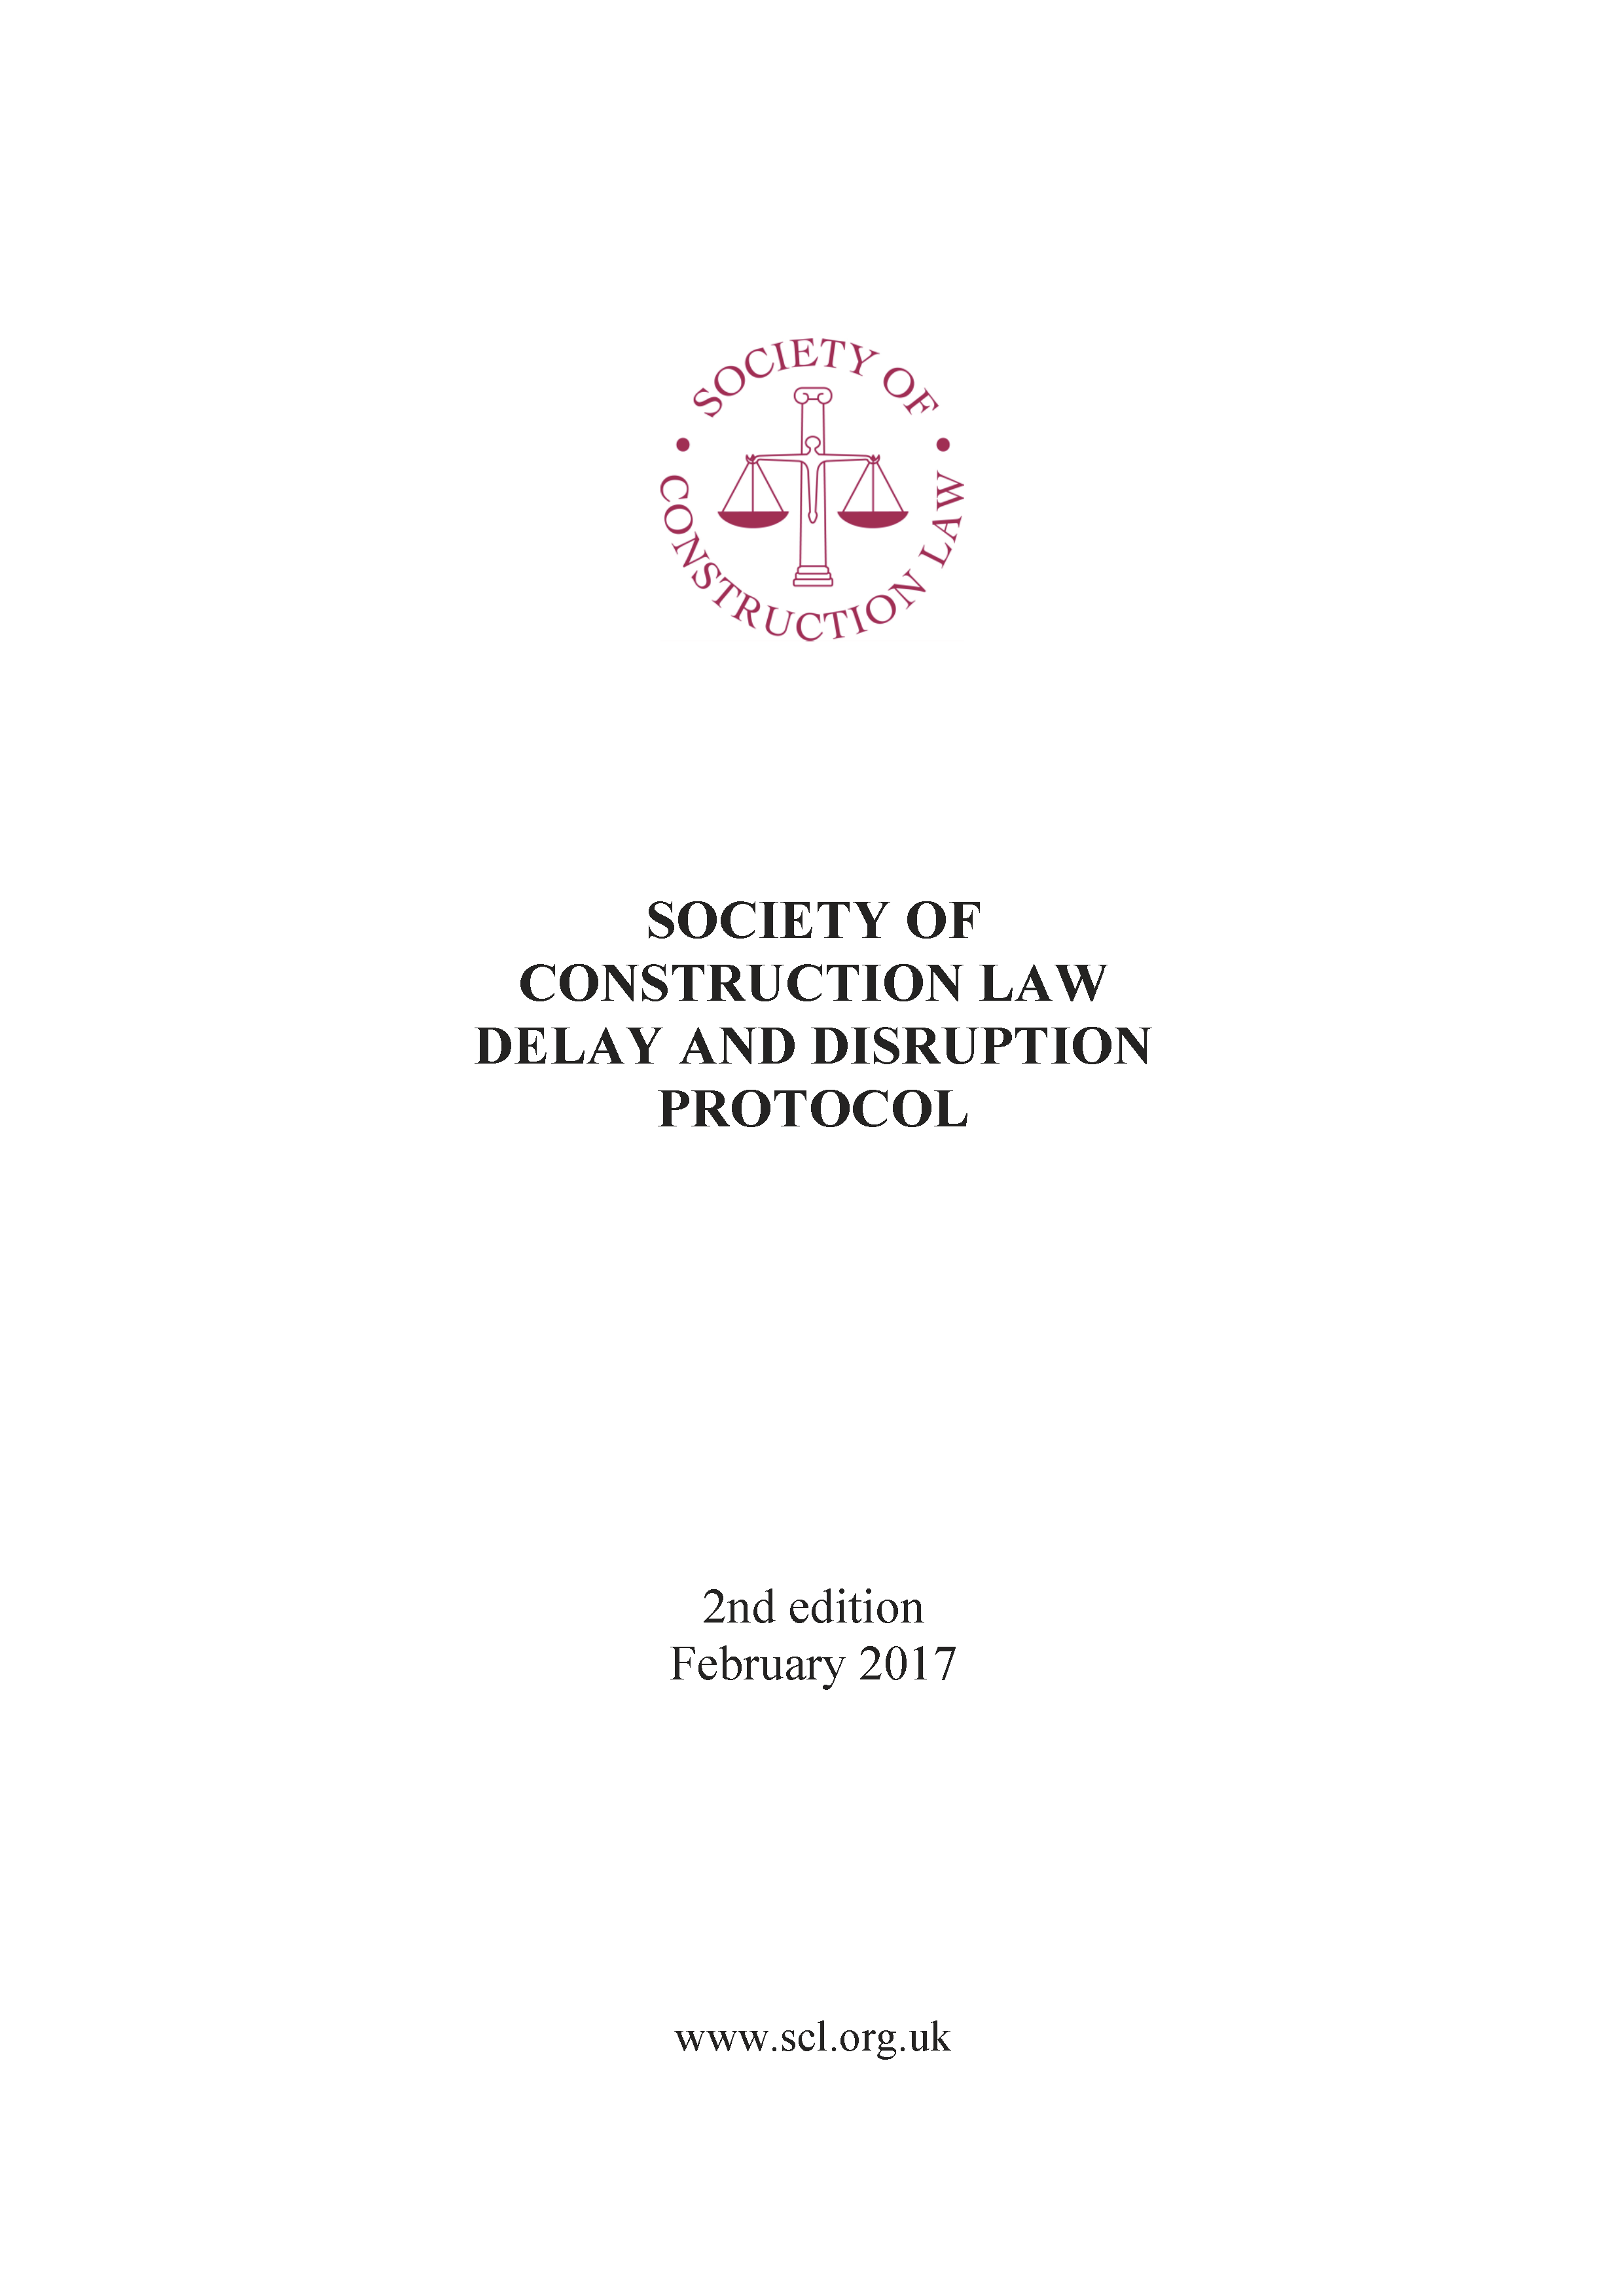 SOCIETY OF
CONSTRUCTION LAW
SOCIETY OF
CONSTRUCTION LAW
DELAY AND DISRUPTION
PROTOCOL
2nd edition
February 2017
www.scl.org.uk